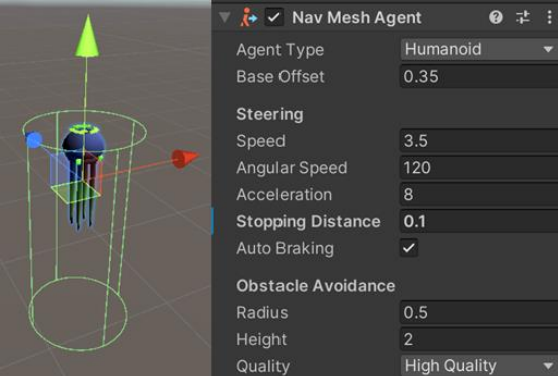 Nav Mesh Agent
Agent Type Humanoid
Base Offset 0.35
Steering
Speed 3.5
Angular Speed 120
Acceleration 8
Stopping Distance 0.1
Auto Braking
Obstacle Avoidance
Radius 0.5
Height 2
Quality High Quality